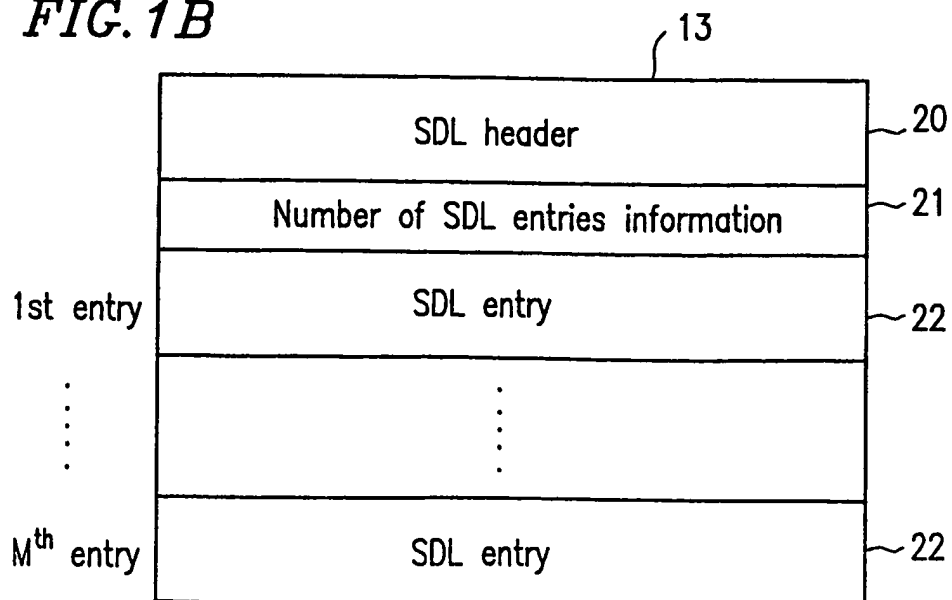 FIG. 1B
13
SDL header
20
Number of SDL entries information
21
1st entry
SDL entry
22
Mth entry
SDL entry
22